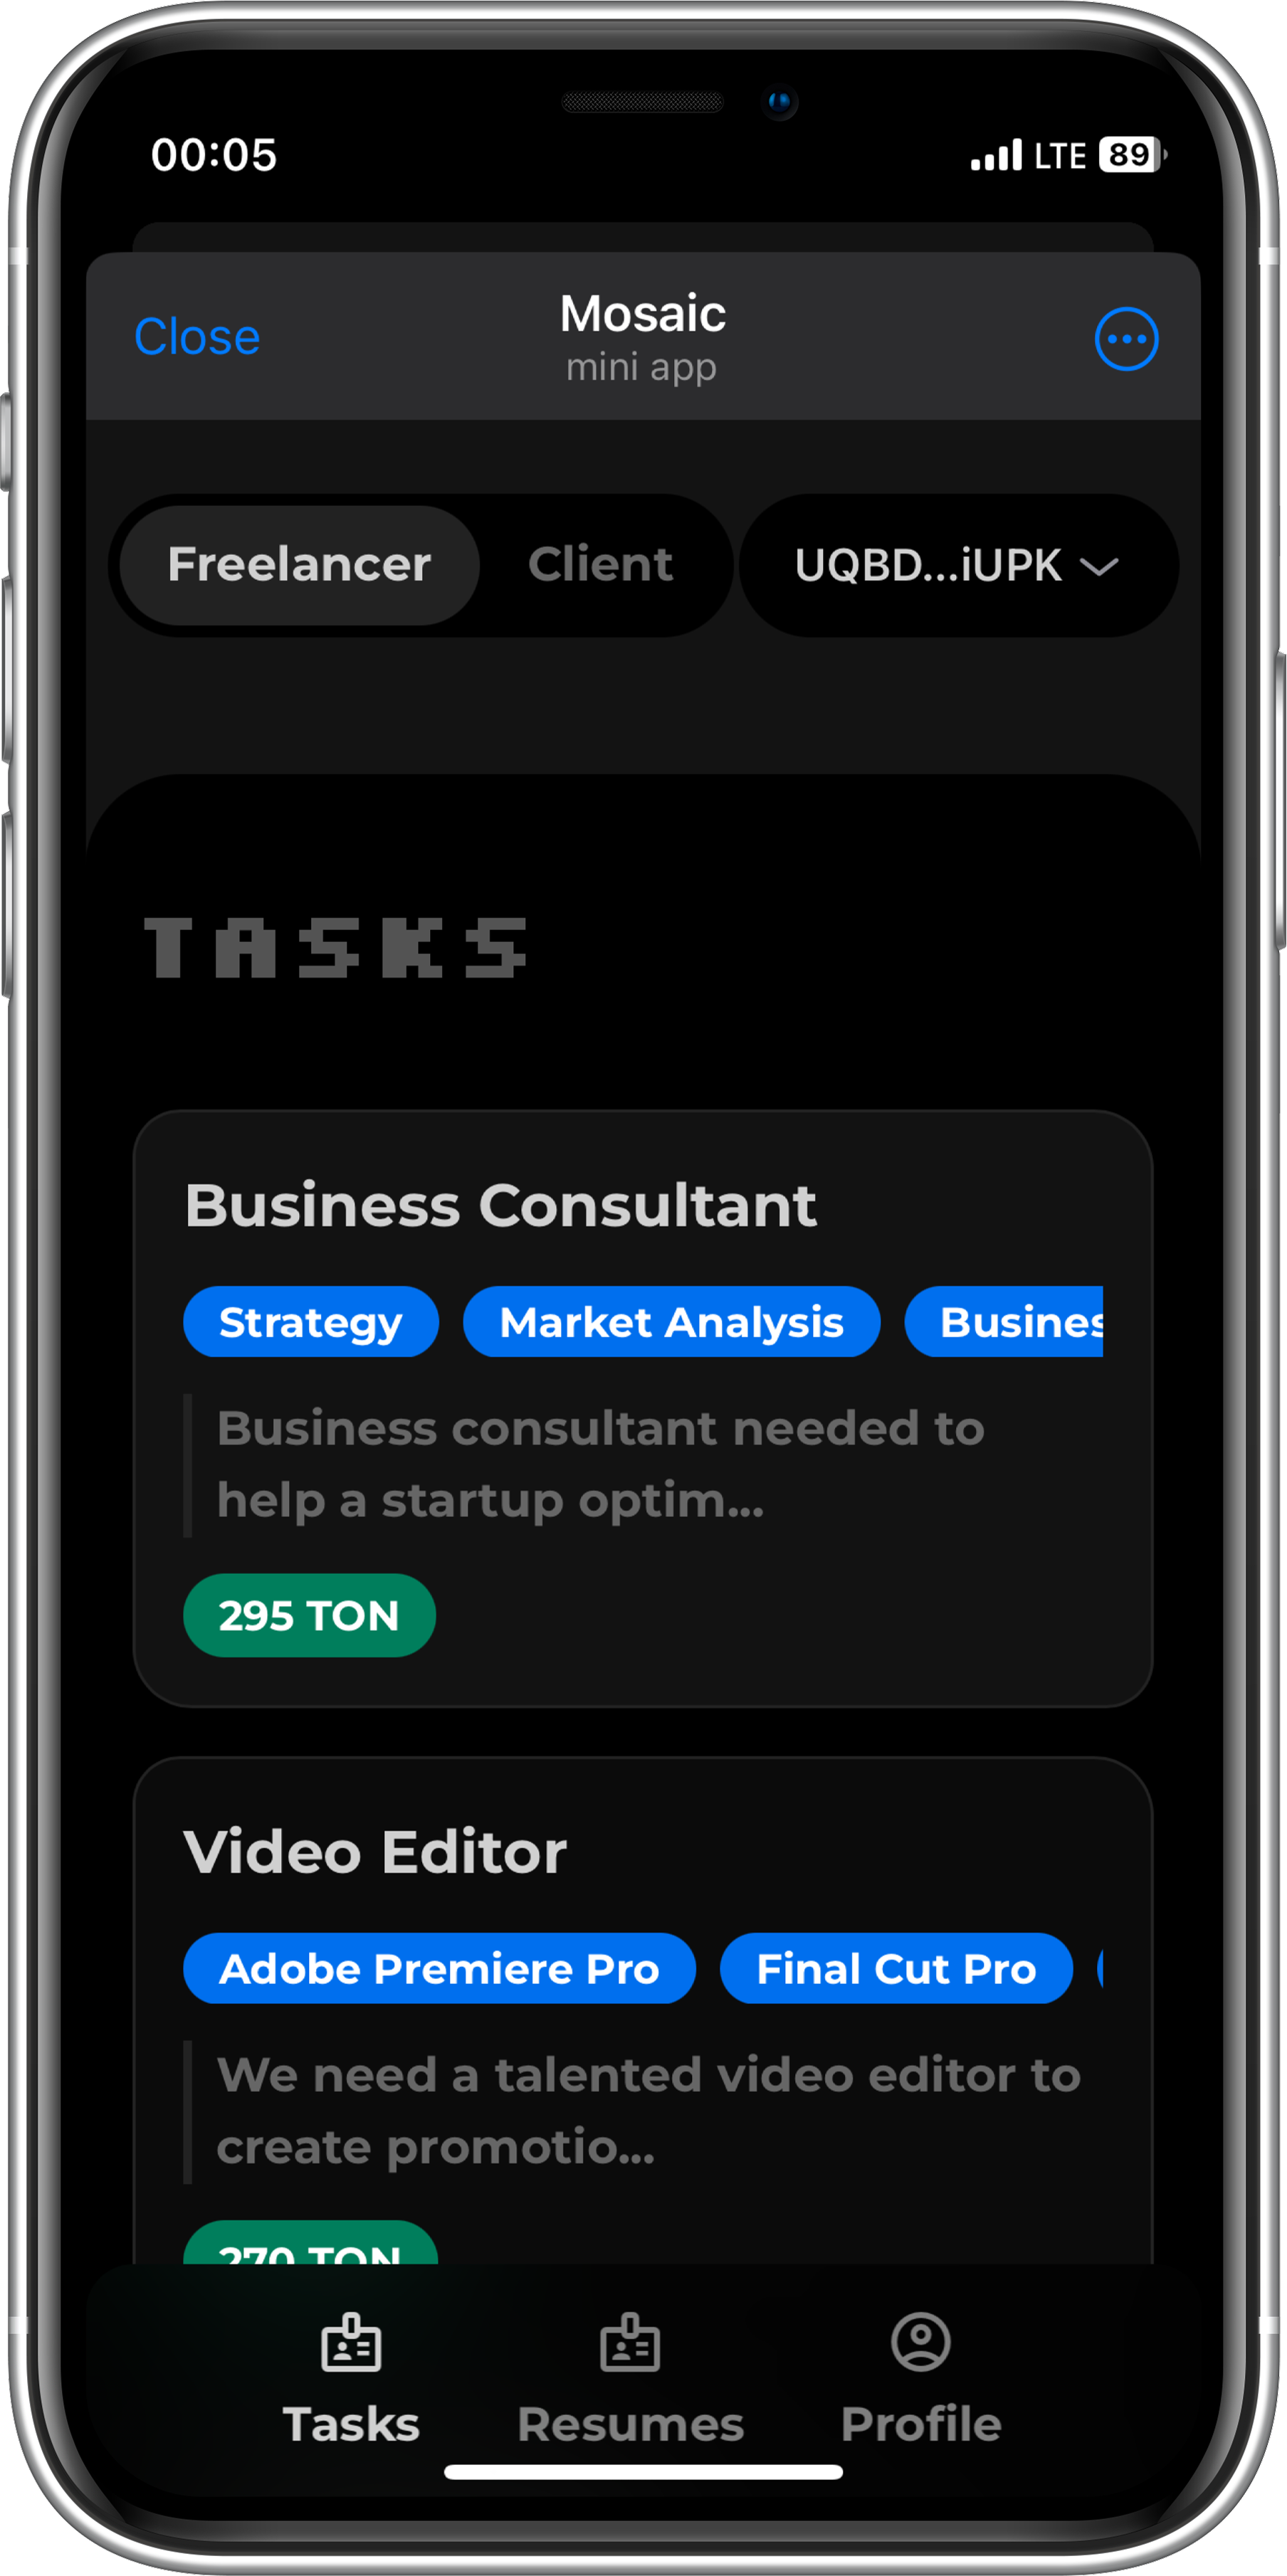 00:05
LTE 89
Close
Mosaic
mini app
Freelancer
Client
UQBD...iUPK
TASKS
Business Consultant
Strategy
Market Analysis
Busines
Business consultant needed to
help a startup optim...
295 TON
Video Editor
Adobe Premiere Pro
Final Cut Pro
We need a talented video editor to
create promotio...
270 TON
Tasks
Resumes
Profile